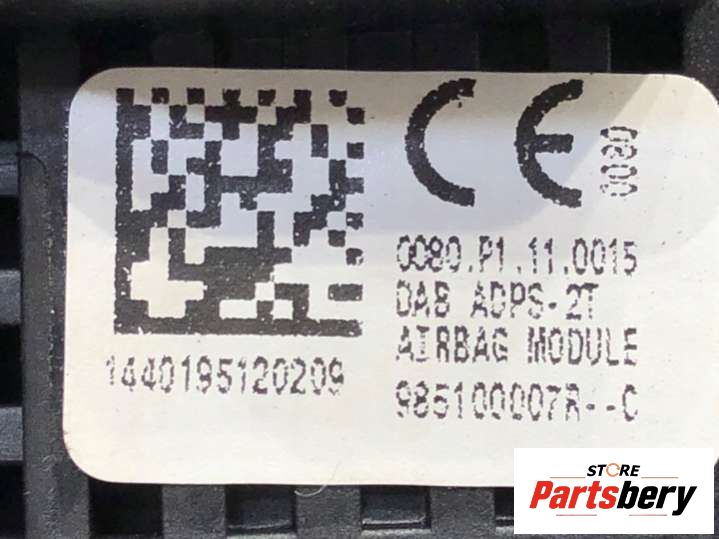 CE 0080
0080.P1.11.0015
DAB ADPS-2T
AIRBAG MODULE
985100007R--C
1440195120209
STORE
Partsbery